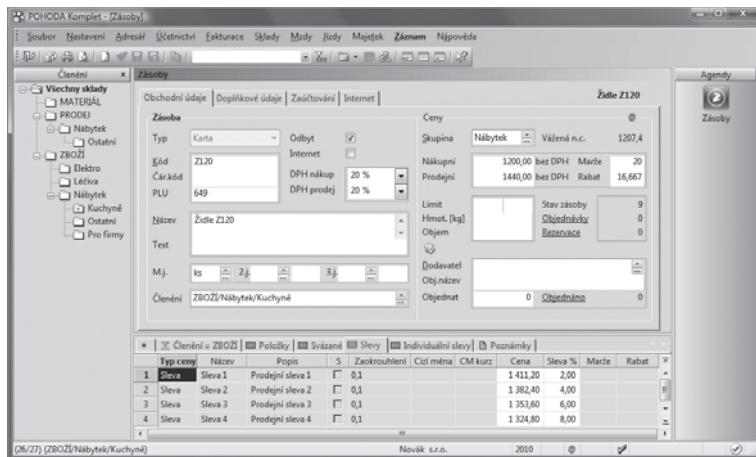 POHODA Komplet - [Zásoby]
Soubor Nastavení Adresář Účetnictví Fakturace Sklady Mzdy Jízdy Majetek Záznam Nápověda
Členění
Všechny sklady
MATERIÁL
PRODEJ
Nábytek
Ostatní
ZBOŽÍ
Elektro
Léčiva
Nábytek
Kuchyně
Ostatní
Pro firmy
Zásoby
Obchodní údaje Doplňkové údaje Zaúčtování Internet Židle Z120
Zásoba
Typ Karta Odbyt
Internet
Kód Z120
Čár.kód DPH nákup 20 %
PLU 649 DPH prodej 20 %
Název Židle Z120
Text
M.j. ks 2.j. 3.j.
Členění ZBOŽÍ/Nábytek/Kuchyně
Ceny @
Skupina Nábytek Vážená n.c. 1207,4
Nákupní 1200,00 bez DPH Marže 20
Prodejní 1440,00 bez DPH Rabat 16,667
Limit Stav zásoby 9
Hmot. [kg] Objednávky 0
Objem Rezervace 0
Dodavatel
Obj.název
Objednat 0 Objednáno 0
Agendy
Zásoby
* Členění = ZBOŽÍ Položky Svázané Slevy Individuální slevy Poznámky
Typ ceny Název Popis S Zaokrouhlení Cizí měna CM kurz Cena Sleva % Marže Rabat
1 Sleva Sleva 1 Prodejní sleva 1 0,1 1 411,20 2,00
2 Sleva Sleva 2 Prodejní sleva 2 0,1 1 382,40 4,00
3 Sleva Sleva 3 Prodejní sleva 3 0,1 1 353,60 6,00
4 Sleva Sleva 4 Prodejní sleva 4 0,1 1 324,80 8,00
(26/27) (ZBOŽÍ/Nábytek/Kuchyně) Novák s.r.o. 2010 @